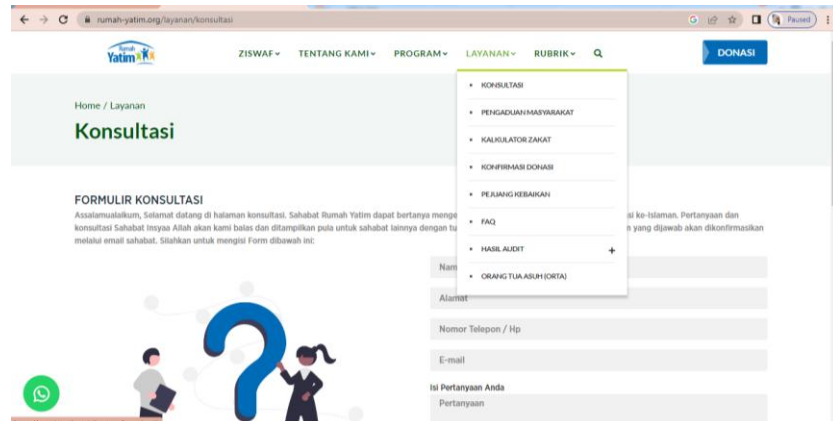 rumah-yatim.org/layanan/konsultasi
Paused
Rumah
Yatim
ZISWAF
TENTANG KAMI
PROGRAM
LAYANAN
RUBRIK
DONASI
KONSULTASI
PENGADUAN MASYARAKAT
KALKULATOR ZAKAT
KONFIRMASI DONASI
PEJUANG KEBAIKAN
FAQ
HASIL AUDIT +
ORANG TUA ASUH (ORTA)
Home / Layanan
Konsultasi
FORMULIR KONSULTASI
Assalamualaikum, Selamat datang di halaman konsultasi. Sahabat Rumah Yatim dapat bertanya menge si ke-Islaman. Pertanyaan dan
konsultasi Sahabat Insyaa Allah akan kami balas dan ditampilkan pula untuk sahabat lainnya dengan tu n yang dijawab akan dikonfirmasikan
melalui email sahabat. Silahkan untuk mengisi Form dibawah ini:
Nam
Alamat
Nomor Telepon / Hp
E-mail
Isi Pertanyaan Anda
Pertanyaan